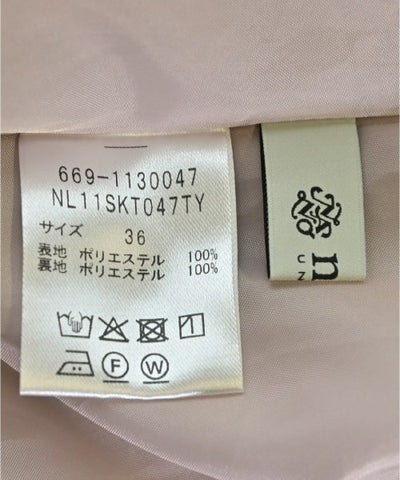 669-1130047
NL11SKT047TY
サイズ 36
表地 ポリエステル 100%
裏地 ポリエステル 100%
F W
n
UN